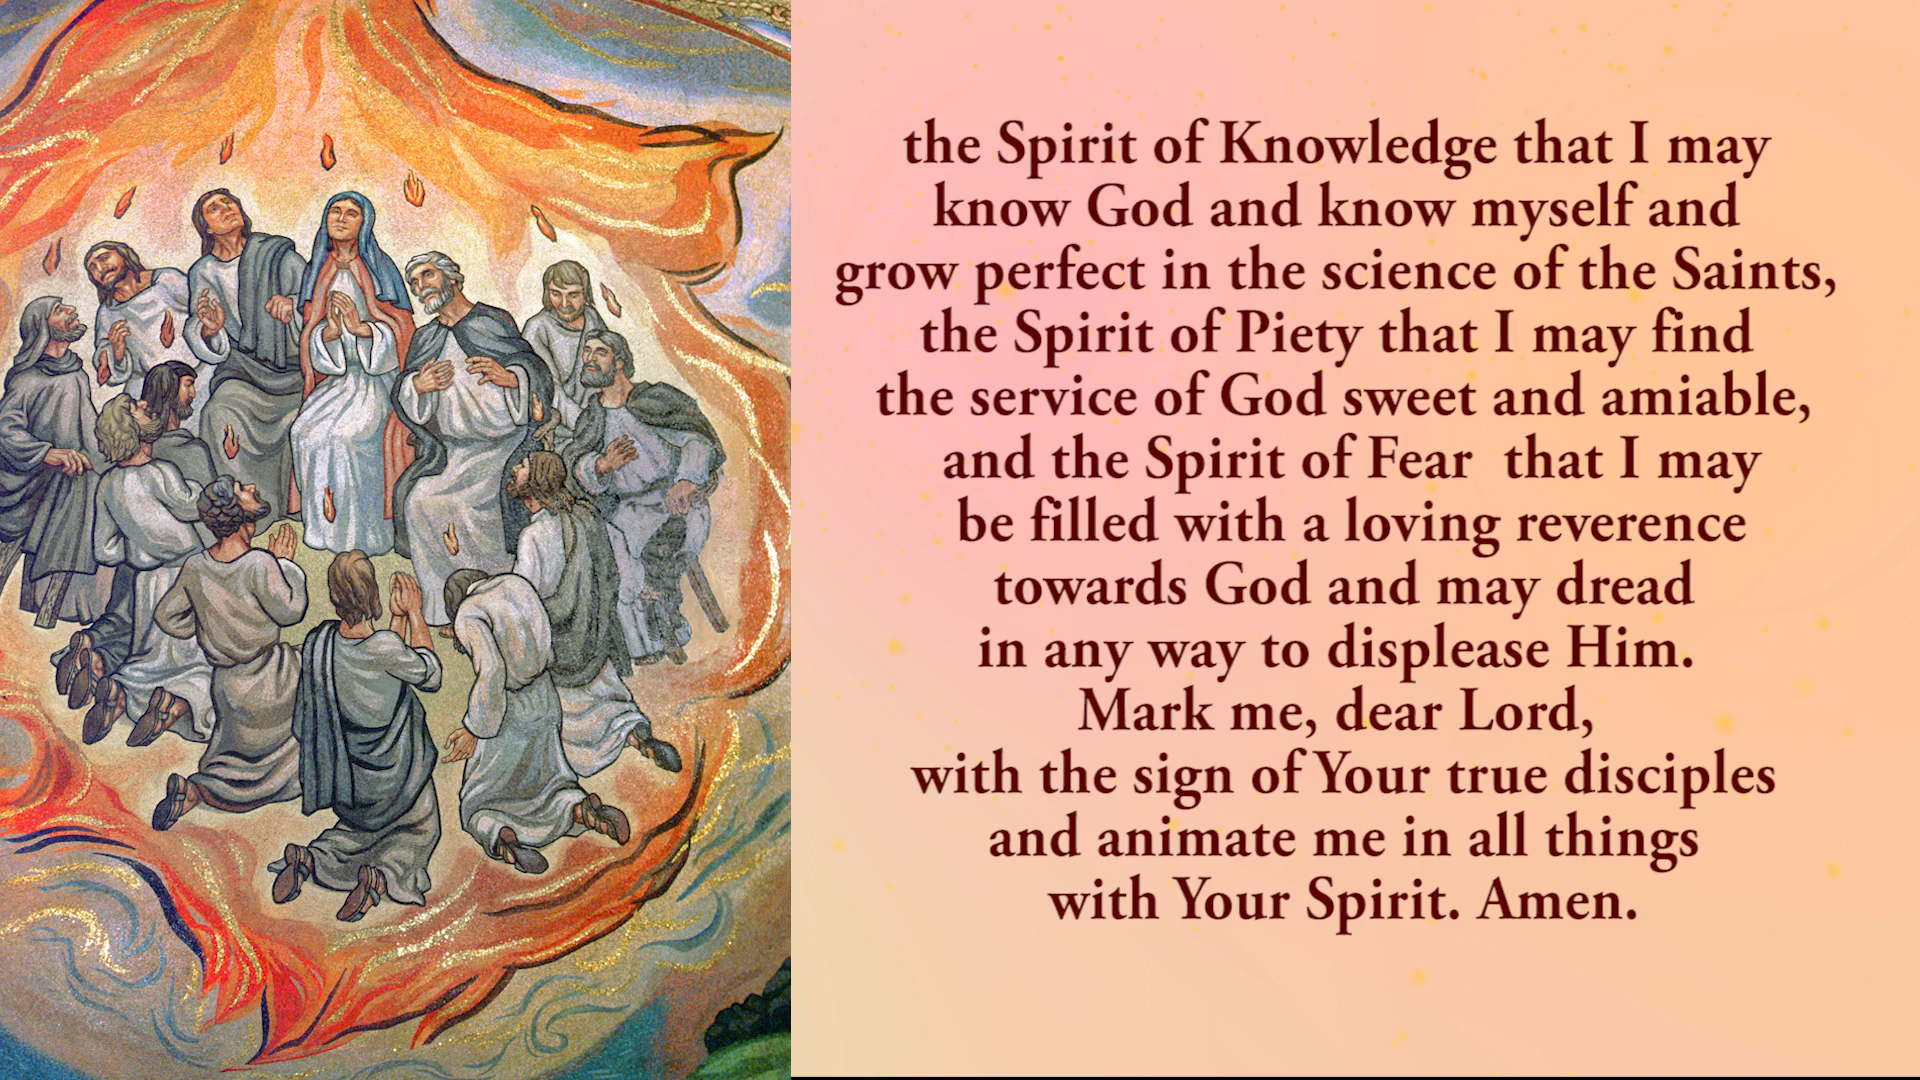 the Spirit of Knowledge that I may
know God and know myself and
grow perfect in the science of the Saints,
the Spirit of Piety that I may find
the service of God sweet and amiable,
and the Spirit of Fear  that I may
be filled with a loving reverence
towards God and may dread
in any way to displease Him.
Mark me, dear Lord,
with the sign of Your true disciples
and animate me in all things
with Your Spirit. Amen.